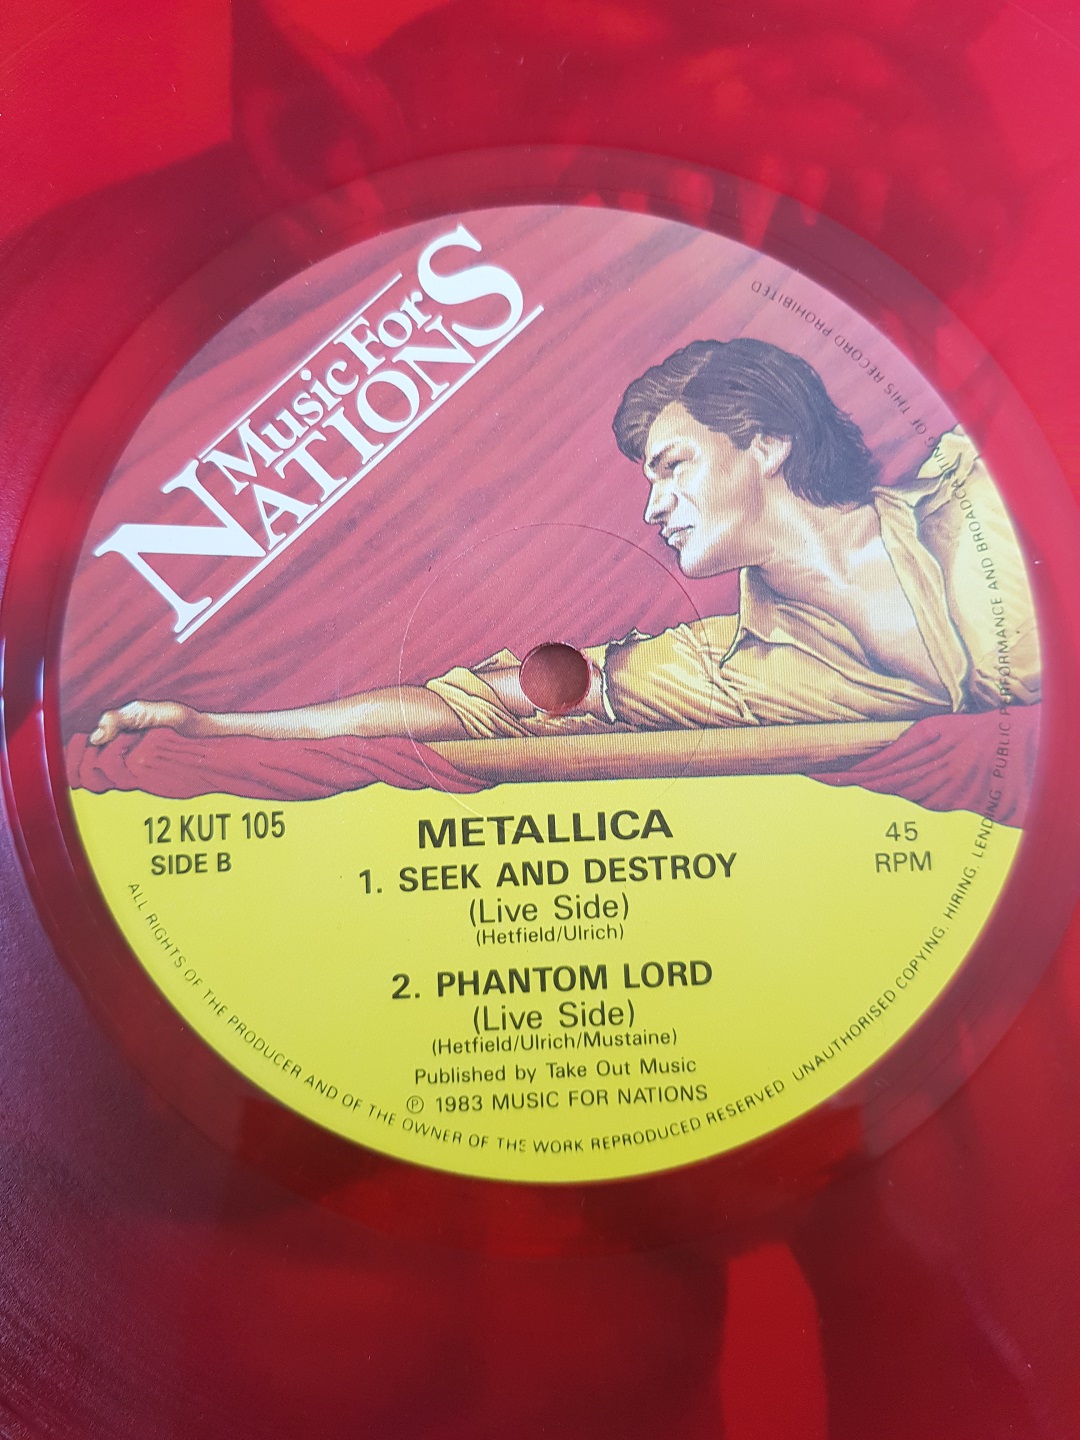 Music For
NATIONS
12 KUT 105
SIDE B
METALLICA
45
RPM
1. SEEK AND DESTROY
(Live Side)
(Hetfield/Ulrich)
2. PHANTOM LORD
(Live Side)
(Hetfield/Ulrich/Mustaine)
Published by Take Out Music
℗ 1983 MUSIC FOR NATIONS
ALL RIGHTS OF THE PRODUCER AND OF THE OWNER OF THE WORK REPRODUCED RESERVED UNAUTHORISED COPYING, HIRING, LENDING, PUBLIC PERFORMANCE AND BROADCASTING OF THIS RECORD PROHIBITED